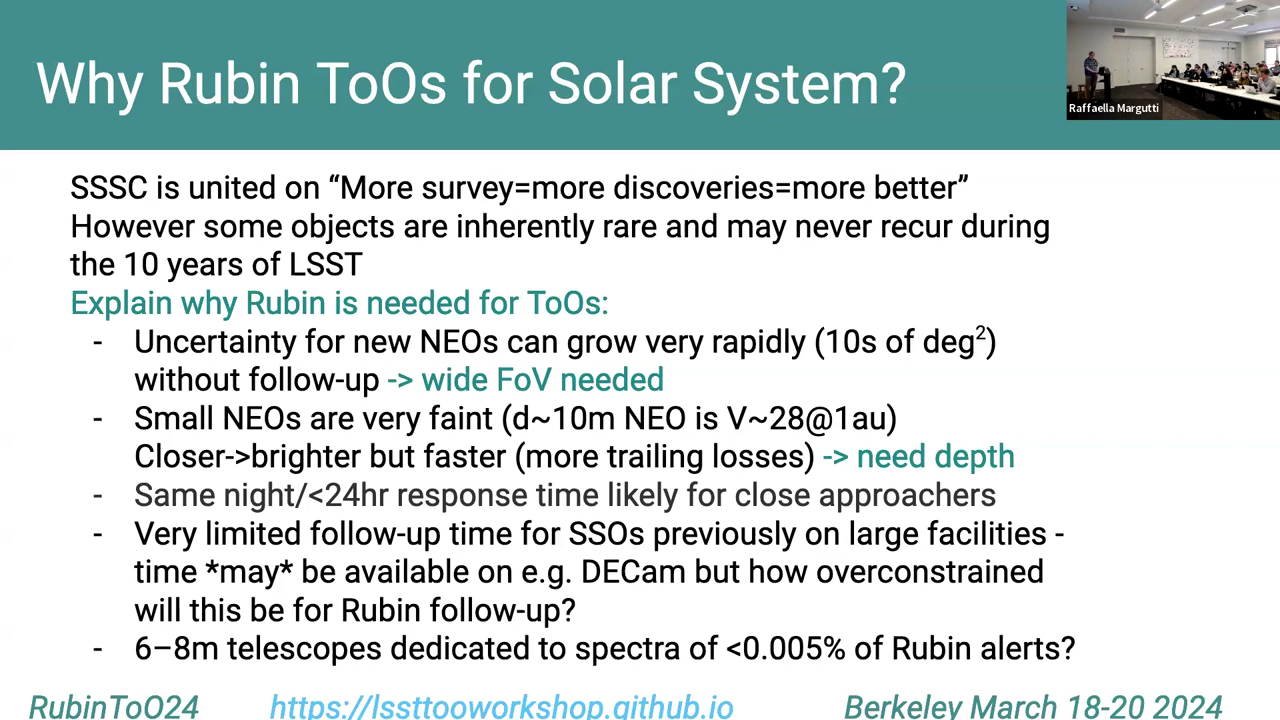 Why Rubin ToOs for Solar System?
Raffaella Margutti
SSSC is united on “More survey=more discoveries=more better”
However some objects are inherently rare and may never recur during
the 10 years of LSST
Explain why Rubin is needed for ToOs:
- Uncertainty for new NEOs can grow very rapidly (10s of deg²)
without follow-up -> wide FoV needed
- Small NEOs are very faint (d~10m NEO is V~28@1au)
Closer->brighter but faster (more trailing losses) -> need depth
- Same night/<24hr response time likely for close approachers
- Very limited follow-up time for SSOs previously on large facilities -
time *may* be available on e.g. DECam but how overconstrained
will this be for Rubin follow-up?
- 6–8m telescopes dedicated to spectra of <0.005% of Rubin alerts?
RubinToO24 https://lssttooworkshop.github.io Berkeley March 18-20 2024